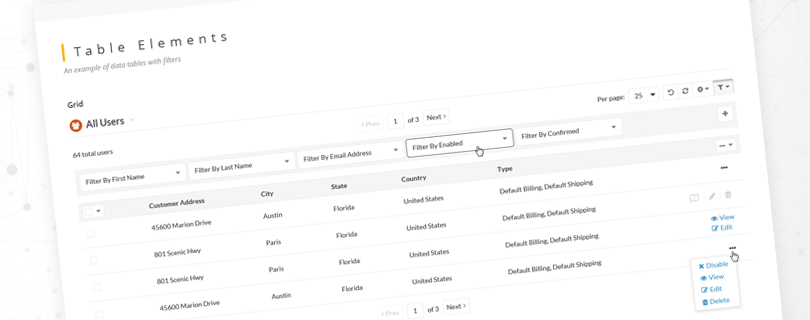 Table Elements
An example of data tables with filters
Grid
All Users
64 total users
< Prev 1 of 3 Next >
Per page: 25
Filter By First Name
Filter By Last Name
Filter By Email Address
Filter By Enabled
Filter By Confirmed
Customer Address City State Country Type
45600 Marion Drive Austin Florida United States Default Billing, Default Shipping
801 Scenic Hwy Paris Florida United States Default Billing, Default Shipping
801 Scenic Hwy Paris Florida United States Default Billing, Default Shipping
45600 Marion Drive Austin Florida United States Default Billing, Default Shipping
View
Edit
Disable
View
Edit
Delete
< Prev 1 of 3 Next >